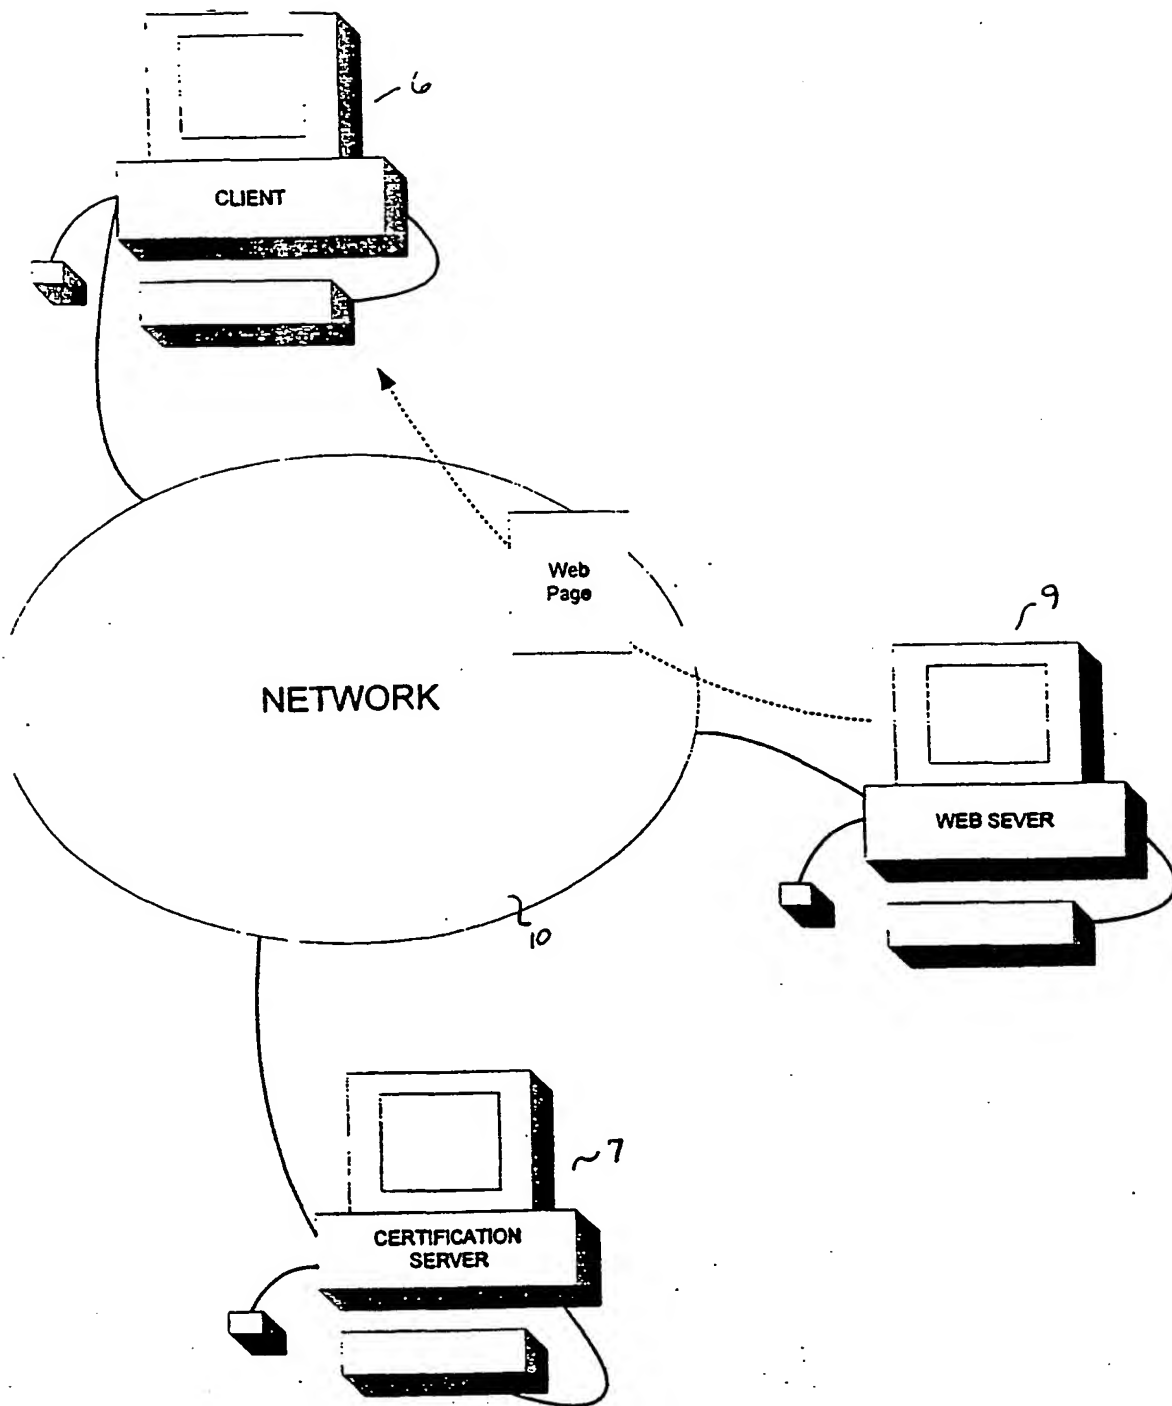 6
CLIENT
Web
Page
9
NETWORK
WEB SEVER
10
7
CERTIFICATION
SERVER